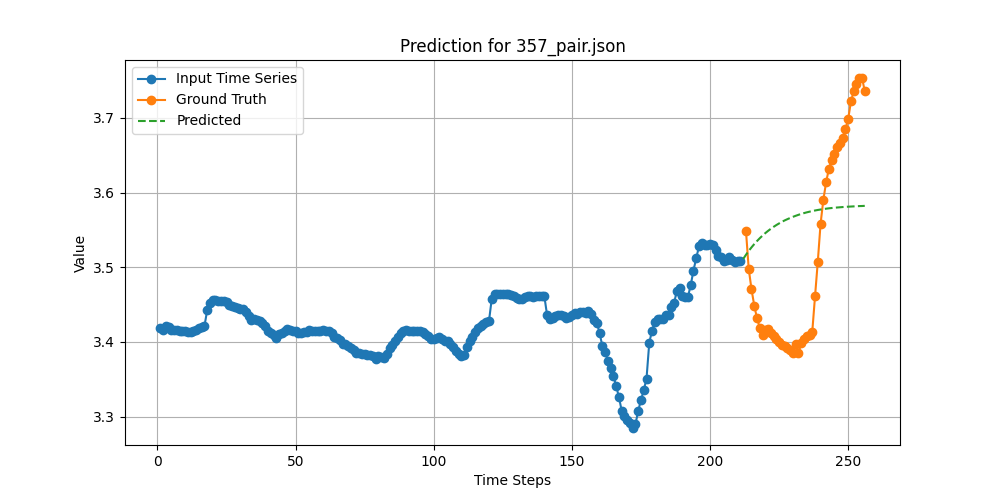 Prediction for 357_pair.json
Input Time Series
Ground Truth
Predicted
3.7
3.6
3.5
3.4
3.3
Value
0 50 100 150 200 250
Time Steps